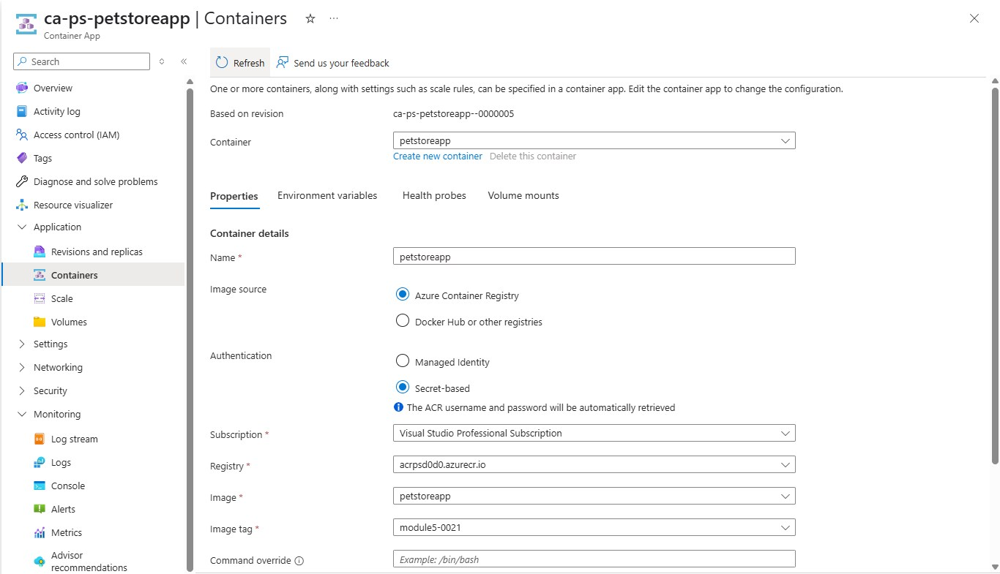 ca-ps-petstoreapp | Containers ☆ ...
Container App
Search
Refresh
Send us your feedback
Overview
Activity log
Access control (IAM)
Tags
Diagnose and solve problems
Resource visualizer
Application
Revisions and replicas
Containers
Scale
Volumes
Settings
Networking
Security
Monitoring
Log stream
Logs
Console
Alerts
Metrics
Advisor
recommendations
One or more containers, along with settings such as scale rules, can be specified in a container app. Edit the container app to change the configuration.
Based on revision ca-ps-petstoreapp--0000005
Container petstoreapp
Create new container Delete this container
Properties Environment variables Health probes Volume mounts
Container details
Name * petstoreapp
Image source
Azure Container Registry
Docker Hub or other registries
Authentication
Managed Identity
Secret-based
The ACR username and password will be automatically retrieved
Subscription * Visual Studio Professional Subscription
Registry * acrpsd0d0.azurecr.io
Image * petstoreapp
Image tag * module5-0021
Command override Example: /bin/bash